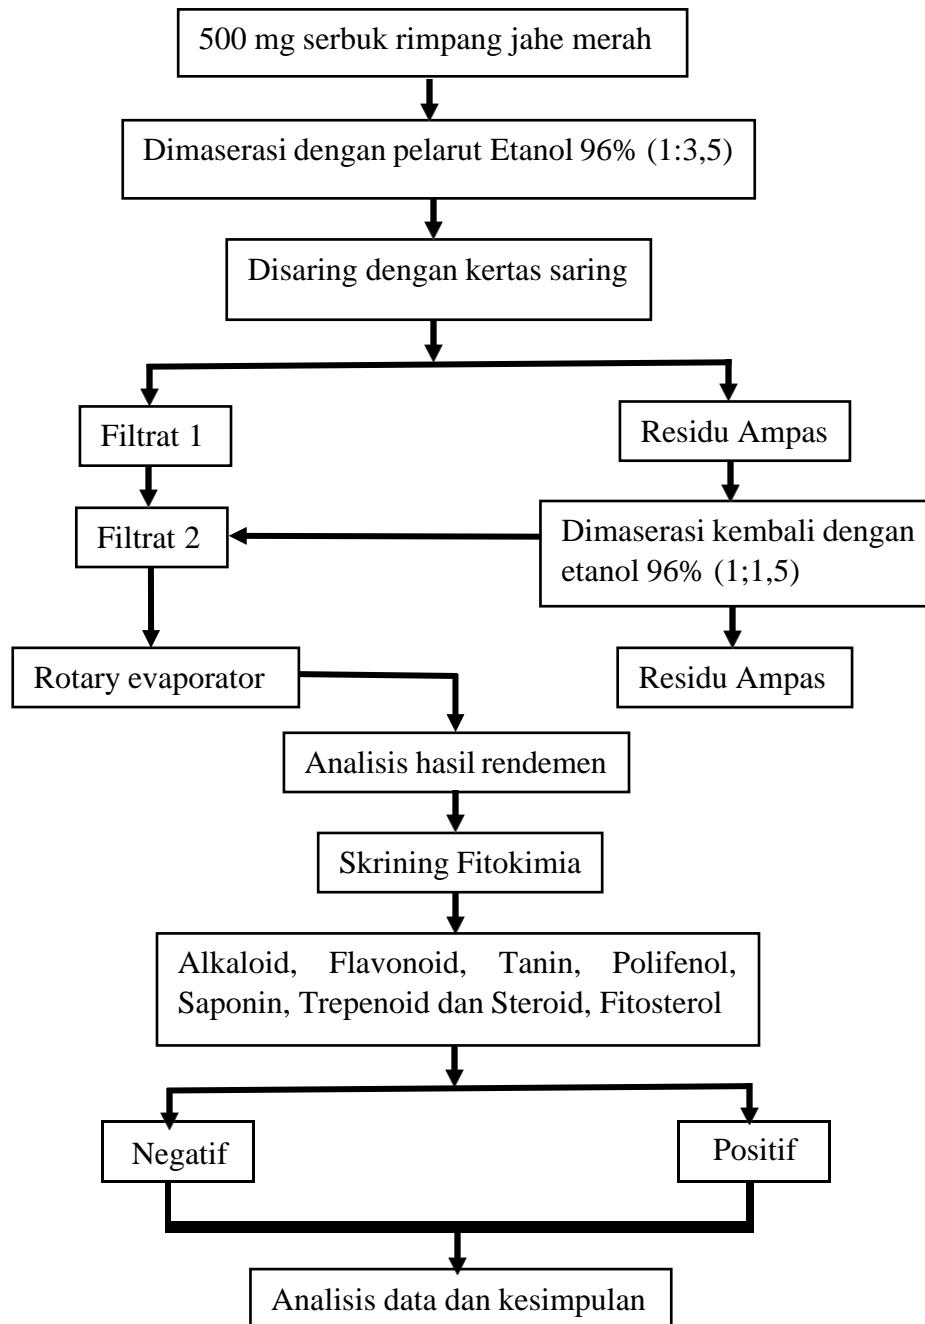 500 mg serbuk rimpang jahe merah
Dimaserasi dengan pelarut Etanol 96% (1:3,5)
Disaring dengan kertas saring
Filtrat 1
Residu Ampas
Filtrat 2
Dimaserasi kembali dengan
etanol 96% (1;1,5)
Rotary evaporator
Residu Ampas
Analisis hasil rendemen
Skrining Fitokimia
Alkaloid, Flavonoid, Tanin, Polifenol,
Saponin, Trepenoid dan Steroid, Fitosterol
Negatif
Positif
Analisis data dan kesimpulan